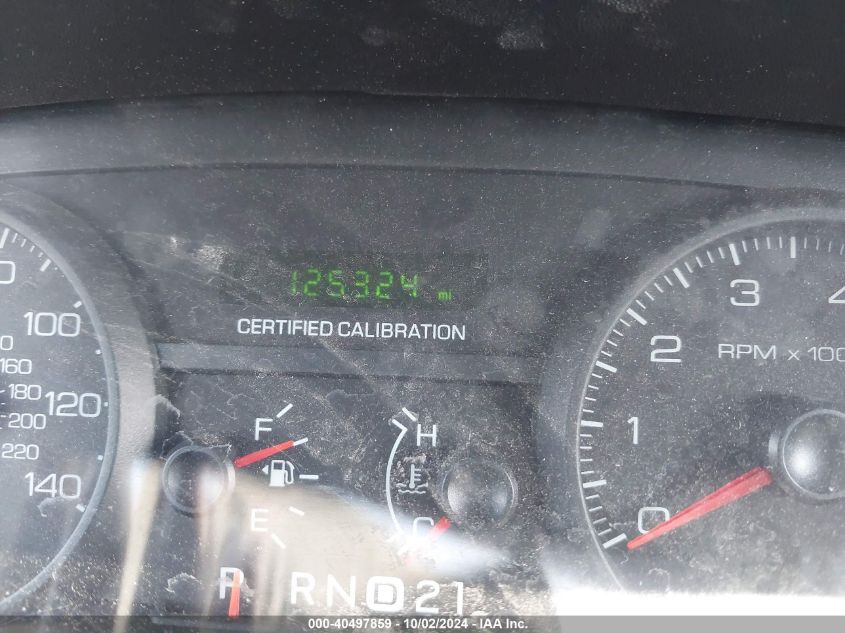 125324 mi
CERTIFIED CALIBRATION
100
120
140
160
180
200
220
F
E
H
C
0
1
2
3
4
RPM x 100
P R N D 2 1
000-40497859 - 10/02/2024 - IAA Inc.